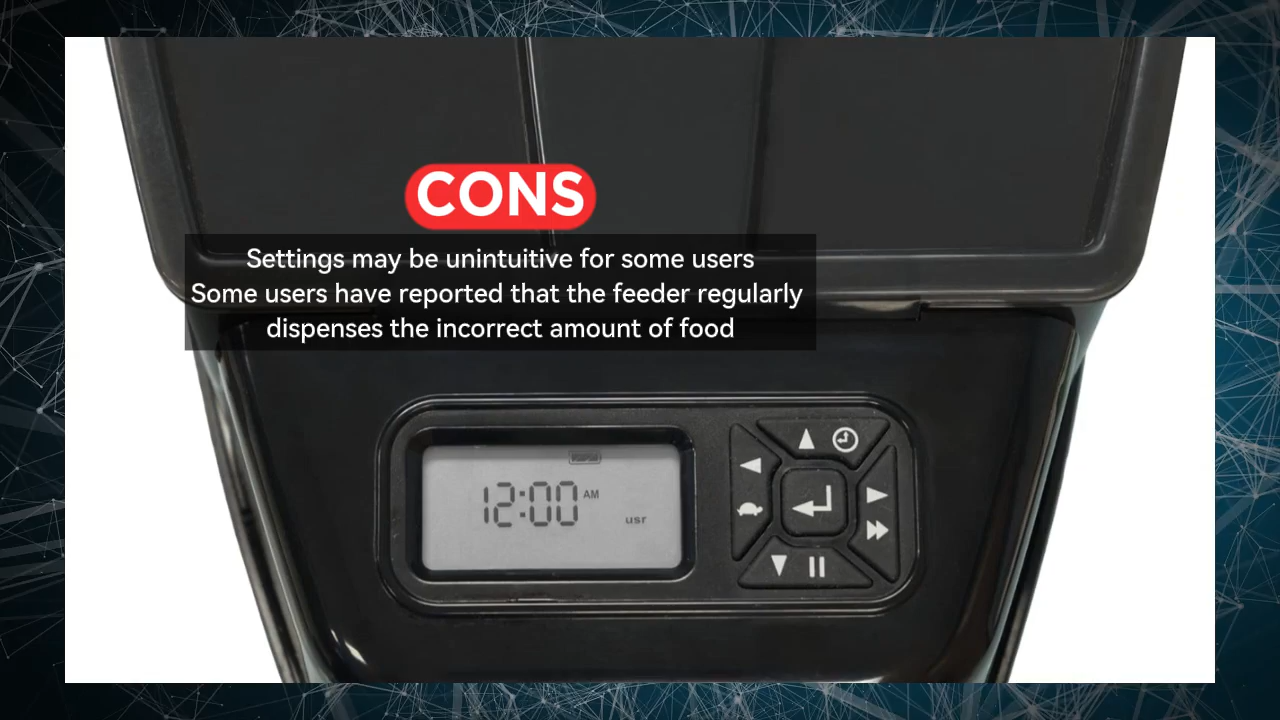 CONS
Settings may be unintuitive for some users
Some users have reported that the feeder regularly
dispenses the incorrect amount of food
12:00 AM
usr